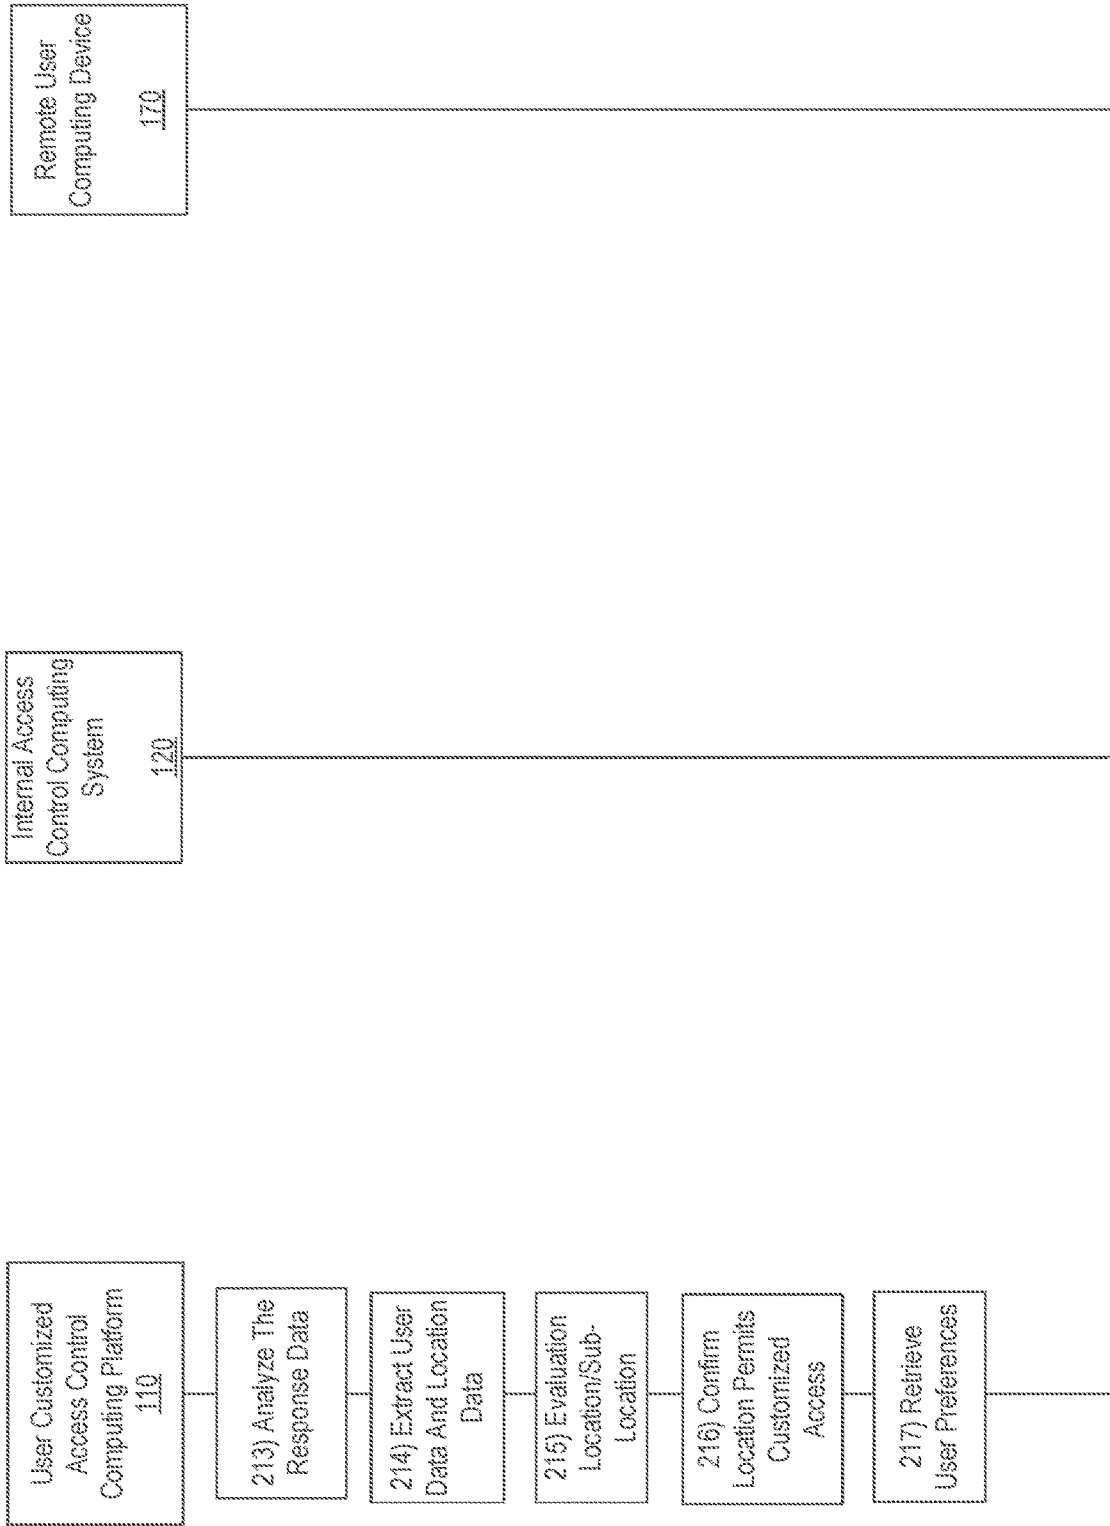 User Customized
Access Control
Computing Platform
110
Internal Access
Control Computing
System
120
Remote User
Computing Device
170
213) Analyze The
Response Data
214) Extract User
Data And Location
Data
215) Evaluation
Location/Sub-
Location
216) Confirm
Location Permits
Customized
Access
217) Retrieve
User Preferences